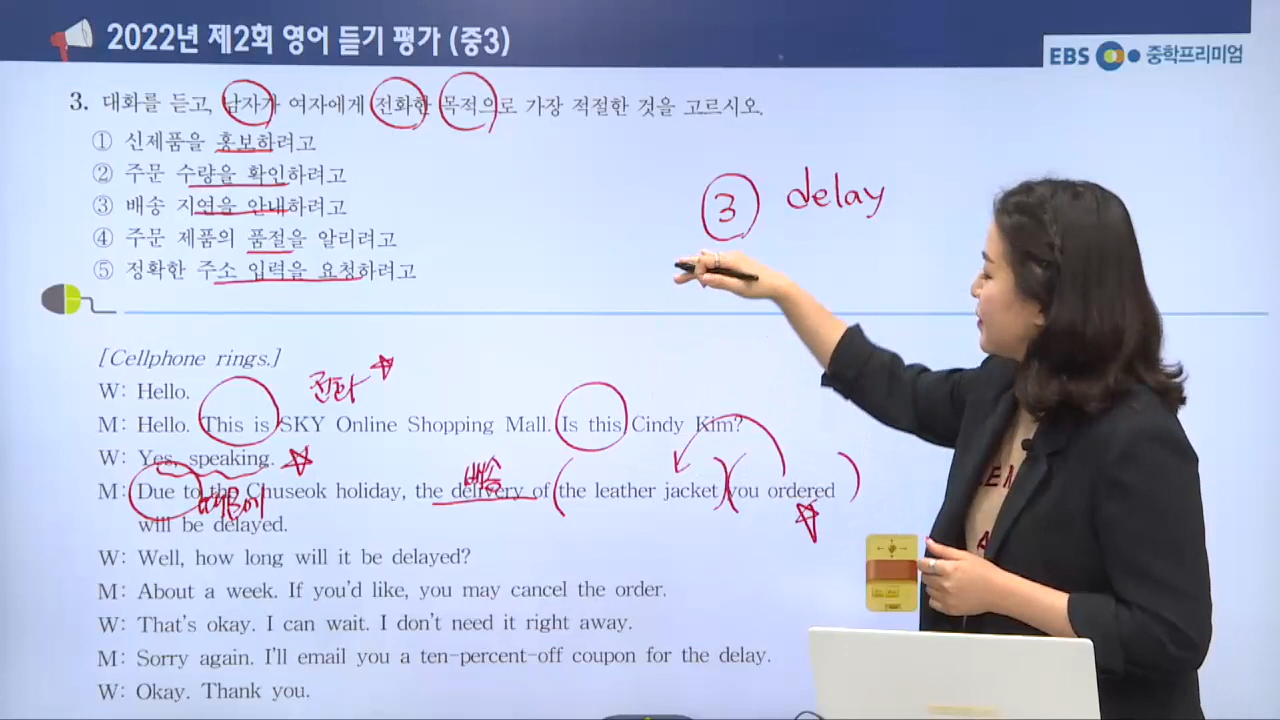 2022년 제2회 영어 듣기 평가 (중3)
EBS 중학프리미엄
3. 대화를 듣고, 남자가 여자에게 전화한 목적으로 가장 적절한 것을 고르시오.
① 신제품을 홍보하려고
② 주문 수량을 확인하려고
③ 배송 지연을 안내하려고
④ 주문 제품의 품절을 알리려고
⑤ 정확한 주소 입력을 요청하려고
3 delay
[Cellphone rings.]
W: Hello.
전화
M: Hello. This is SKY Online Shopping Mall. Is this Cindy Kim?
W: Yes, speaking.
배송
M: Due to the Chuseok holiday, the delivery of the leather jacket you ordered
때문에
will be delayed.
W: Well, how long will it be delayed?
M: About a week. If you'd like, you may cancel the order.
W: That's okay. I can wait. I don't need it right away.
M: Sorry again. I'll email you a ten-percent-off coupon for the delay.
W: Okay. Thank you.